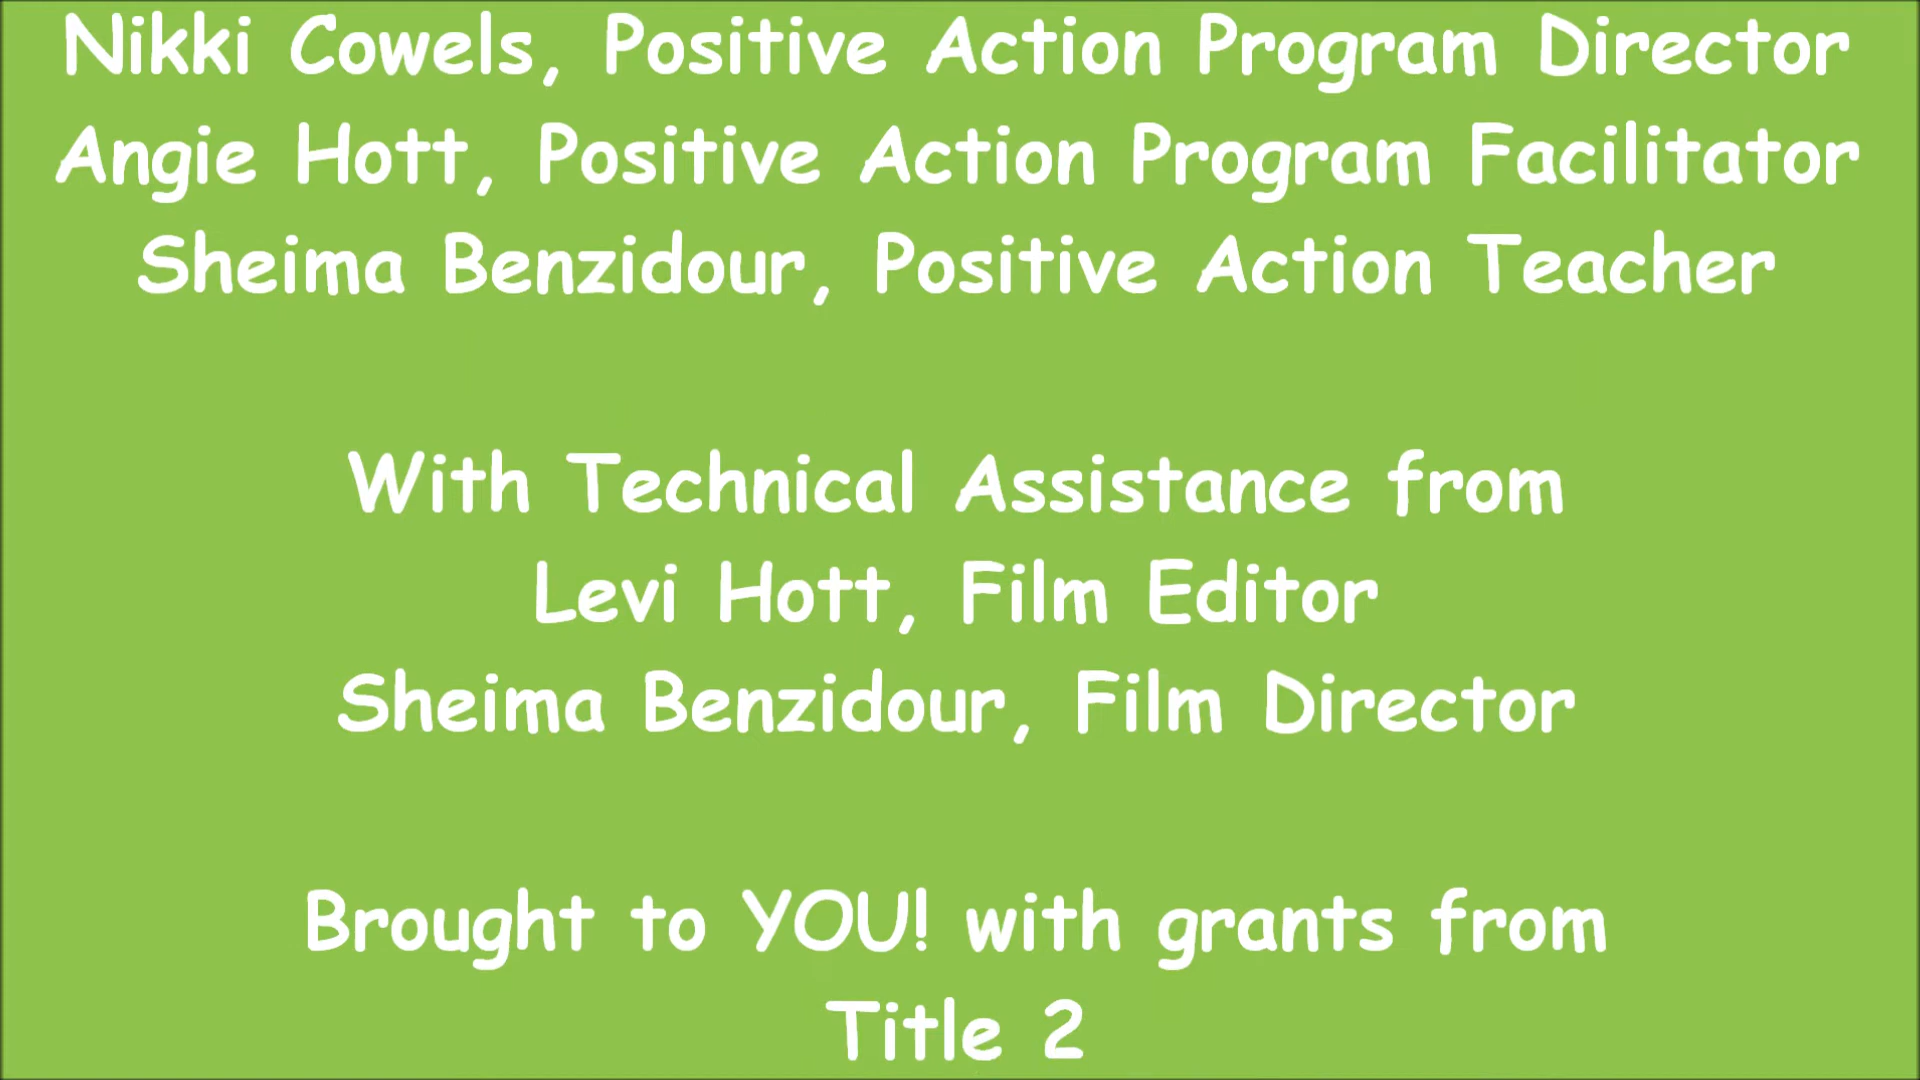 Nikki Cowels, Positive Action Program Director
Angie Hott, Positive Action Program Facilitator
Sheima Benzidour, Positive Action Teacher
With Technical Assistance from
Levi Hott, Film Editor
Sheima Benzidour, Film Director
Brought to YOU! with grants from
Title 2